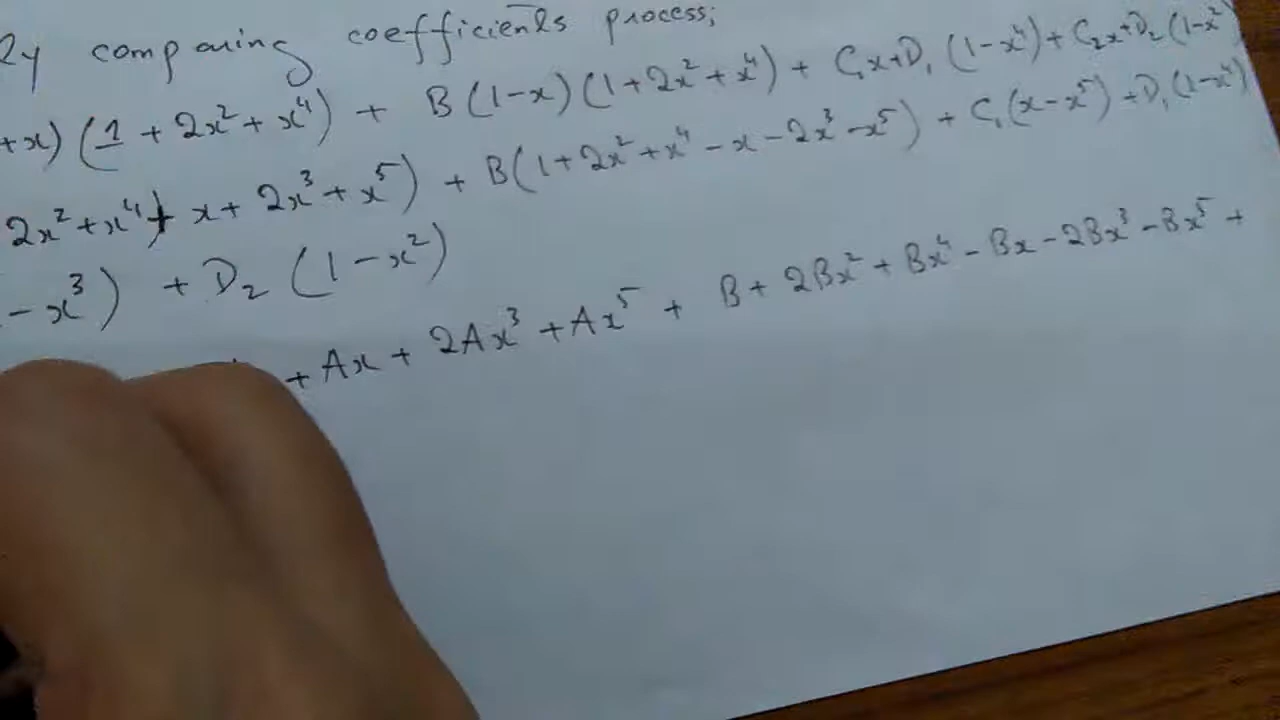 By comparing coefficients process;
+x) (1 + 2x² + x⁴) + B (1-x) (1+2x²+x⁴) + C₁x+D₁ (1-x⁴) + C₂x+D₂ (1-x²)
2x² + x⁴ + x + 2x³ + x⁵) + B(1+2x²+x⁴-x-2x³-x⁵) + C₁(x-x⁵) + D₁(1-x⁴)
-x³) + D₂ (1-x²)
+ Ax + 2Ax³ + Ax⁵ + B + 2Bx² + Bx⁴ - Bx - 2Bx³ - Bx⁵ +